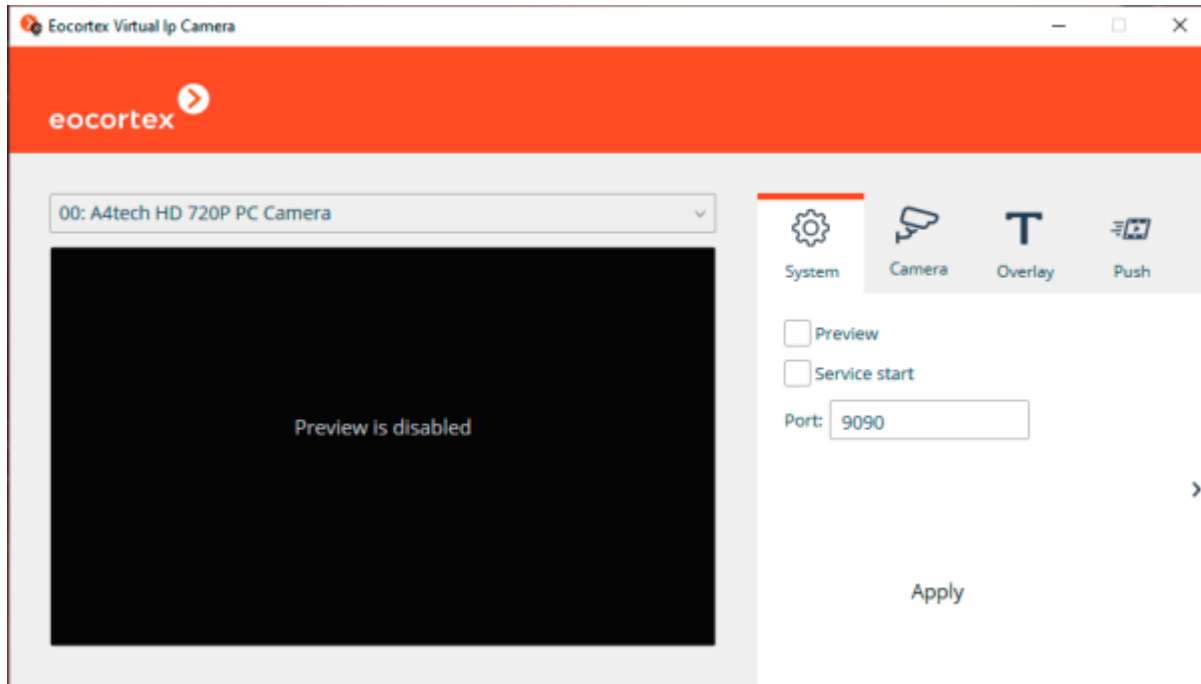 Eocortex Virtual Ip Camera
eocortex
00: A4tech HD 720P PC Camera
Preview is disabled
System
Camera
Overlay
Push
Preview
Service start
Port: 9090
Apply